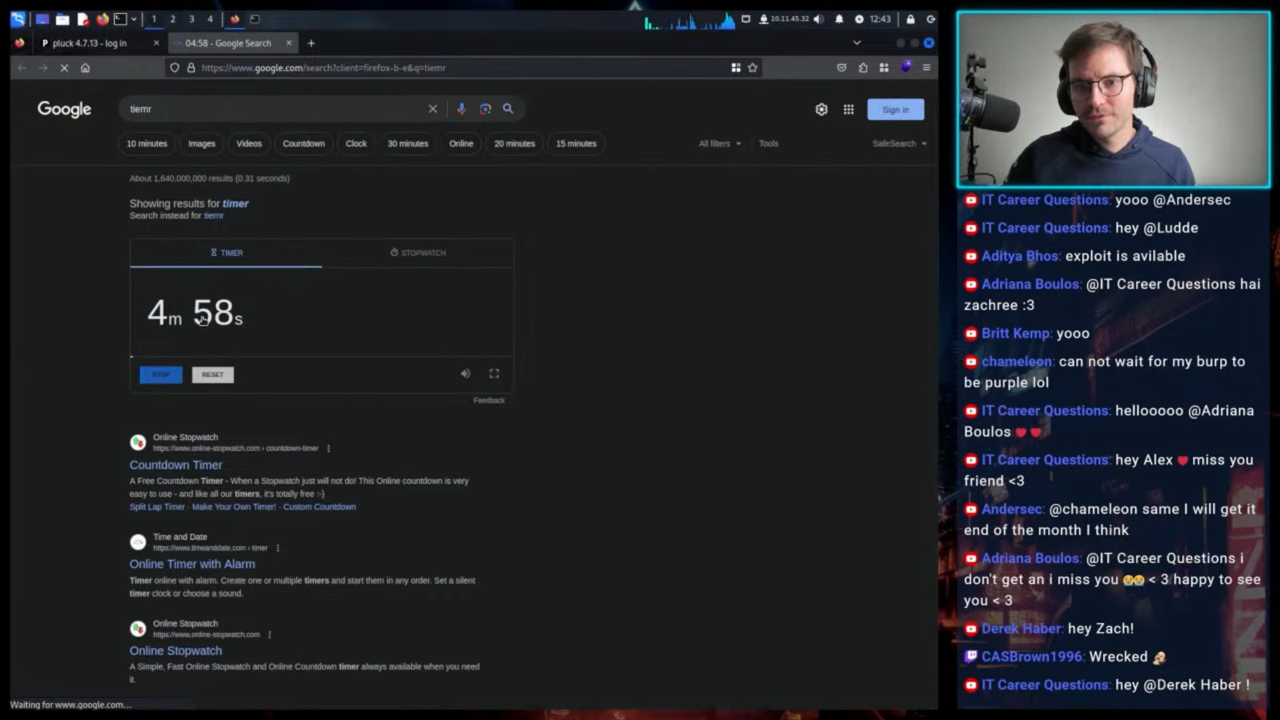 1 2 3 4
10.11.45.32
12:43
pluck 4.7.13 - log in
04:58 - Google Search
https://www.google.com/search?client=firefox-b-e&q=tiemr
Google
tiemr
Sign in
10 minutes
Images
Videos
Countdown
Clock
30 minutes
Online
20 minutes
15 minutes
All filters
Tools
SafeSearch
About 1,640,000,000 results (0.31 seconds)
Showing results for timer
Search instead for tiemr
TIMER
STOPWATCH
4m 58s
STOP
RESET
Feedback
Online Stopwatch
https://www.online-stopwatch.com › countdown-timer
Countdown Timer
A Free Countdown Timer - When a Stopwatch just will not do! This Online countdown is very
easy to use - and like all our timers, it's totally free :-)
Split Lap Timer · Make Your Own Timer! · Custom Countdown
Time and Date
https://www.timeanddate.com › timer
Online Timer with Alarm
Timer online with alarm. Create one or multiple timers and start them in any order. Set a silent
timer clock or choose a sound.
Online Stopwatch
https://www.online-stopwatch.com
Online Stopwatch
A Simple, Fast Online Stopwatch and Online Countdown timer always available when you need
it.
Waiting for www.google.com...
IT Career Questions: yooo @Andersec
IT Career Questions: hey @Ludde
Aditya Bhos: exploit is avilable
Adriana Boulos: @IT Career Questions hai
zachree :3
Britt Kemp: yooo
chameleon: can not wait for my burp to
be purple lol
IT Career Questions: hellooooo @Adriana
Boulos ❤️❤️
IT Career Questions: hey Alex ❤️ miss you
friend <3
Andersec: @chameleon same I will get it
end of the month I think
Adriana Boulos: @IT Career Questions i
don't get an i miss you 😭😭 < 3 happy to see
you < 3
Derek Haber: hey Zach!
CASBrown1996: Wrecked
IT Career Questions: hey @Derek Haber !